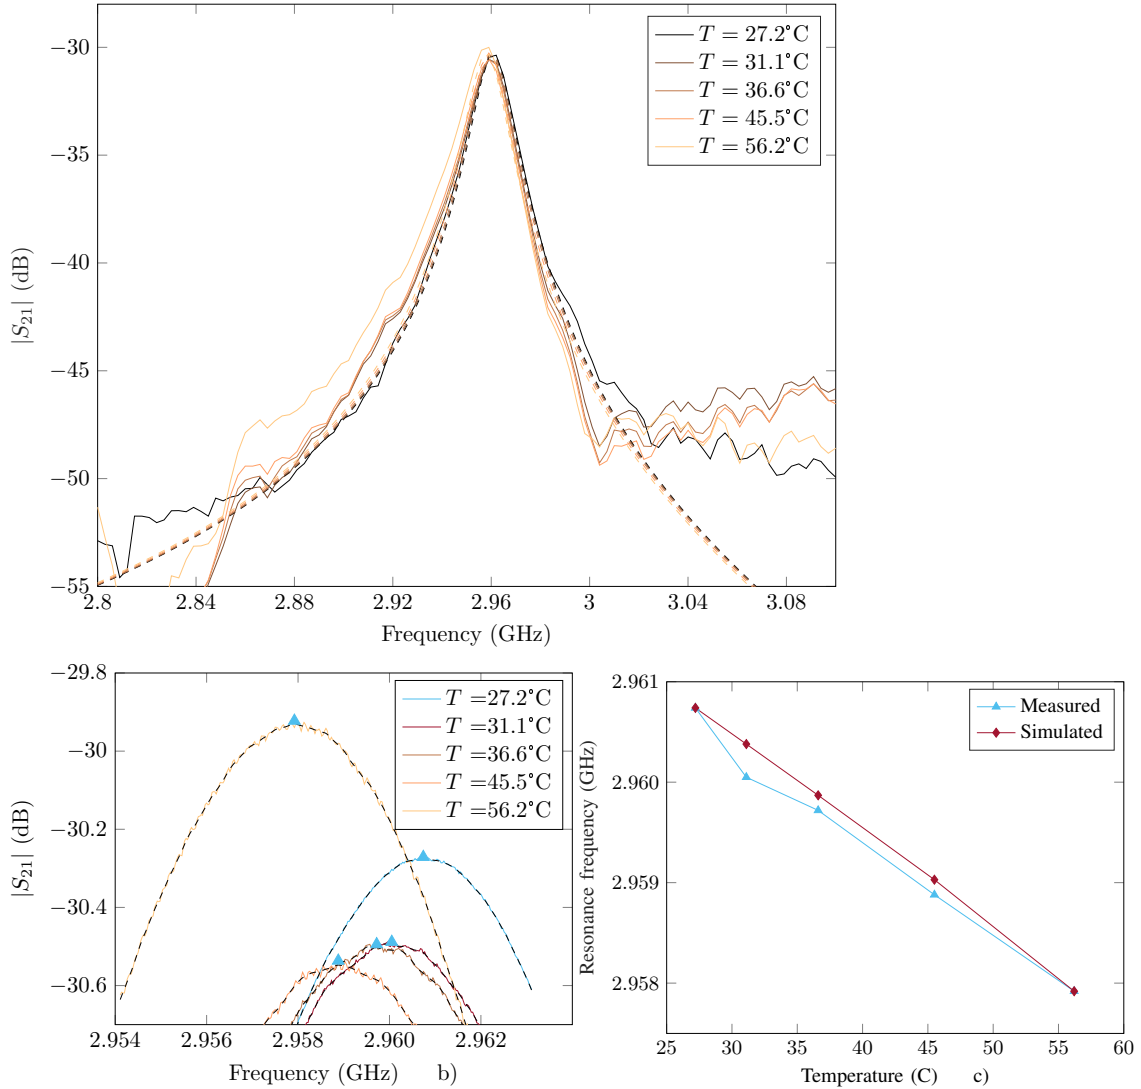 −30
−35
−40
−45
−50
−55
|S21| (dB)
2.8 2.84 2.88 2.92 2.96 3 3.04 3.08
Frequency (GHz)
T = 27.2°C
T = 31.1°C
T = 36.6°C
T = 45.5°C
T = 56.2°C
−29.8
−30
−30.2
−30.4
−30.6
|S21| (dB)
2.954 2.956 2.958 2.960 2.962
Frequency (GHz) b)
T =27.2°C
T =31.1°C
T =36.6°C
T =45.5°C
T =56.2°C
2.961
2.960
2.959
2.958
Resonance frequency (GHz)
25 30 35 40 45 50 55 60
Temperature (C) c)
Measured
Simulated